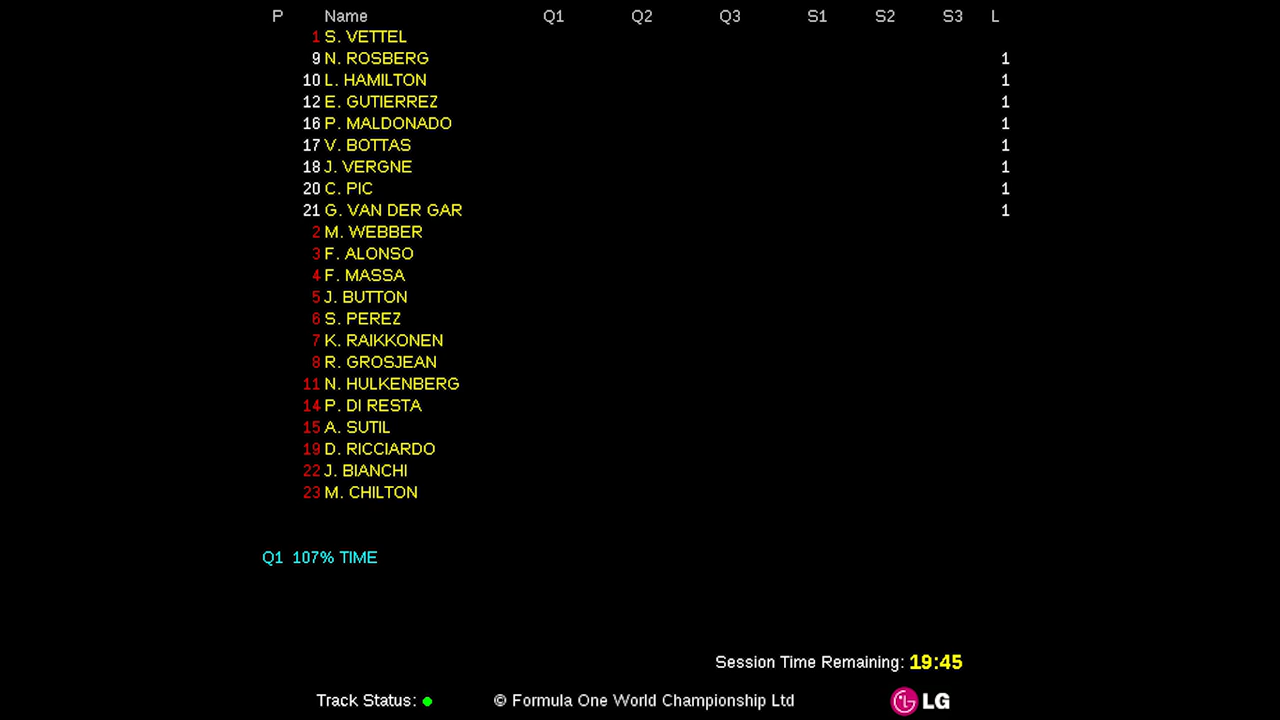 P Name Q1 Q2 Q3 S1 S2 S3 L
1 S. VETTEL
9 N. ROSBERG 1
10 L. HAMILTON 1
12 E. GUTIERREZ 1
16 P. MALDONADO 1
17 V. BOTTAS 1
18 J. VERGNE 1
20 C. PIC 1
21 G. VAN DER GAR 1
2 M. WEBBER
3 F. ALONSO
4 F. MASSA
5 J. BUTTON
6 S. PEREZ
7 K. RAIKKONEN
8 R. GROSJEAN
11 N. HULKENBERG
14 P. DI RESTA
15 A. SUTIL
19 D. RICCIARDO
22 J. BIANCHI
23 M. CHILTON
Q1 107% TIME
Session Time Remaining: 19:45
Track Status: © Formula One World Championship Ltd LG